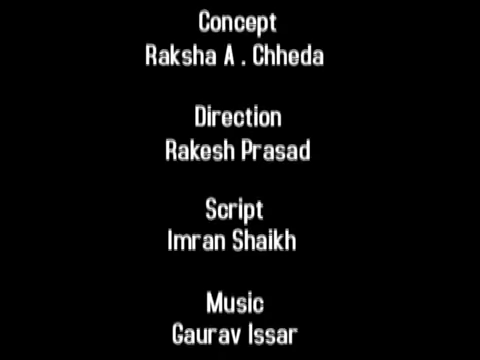 Concept
Raksha A . Chheda
Direction
Rakesh Prasad
Script
Imran Shaikh
Music
Gaurav Issar